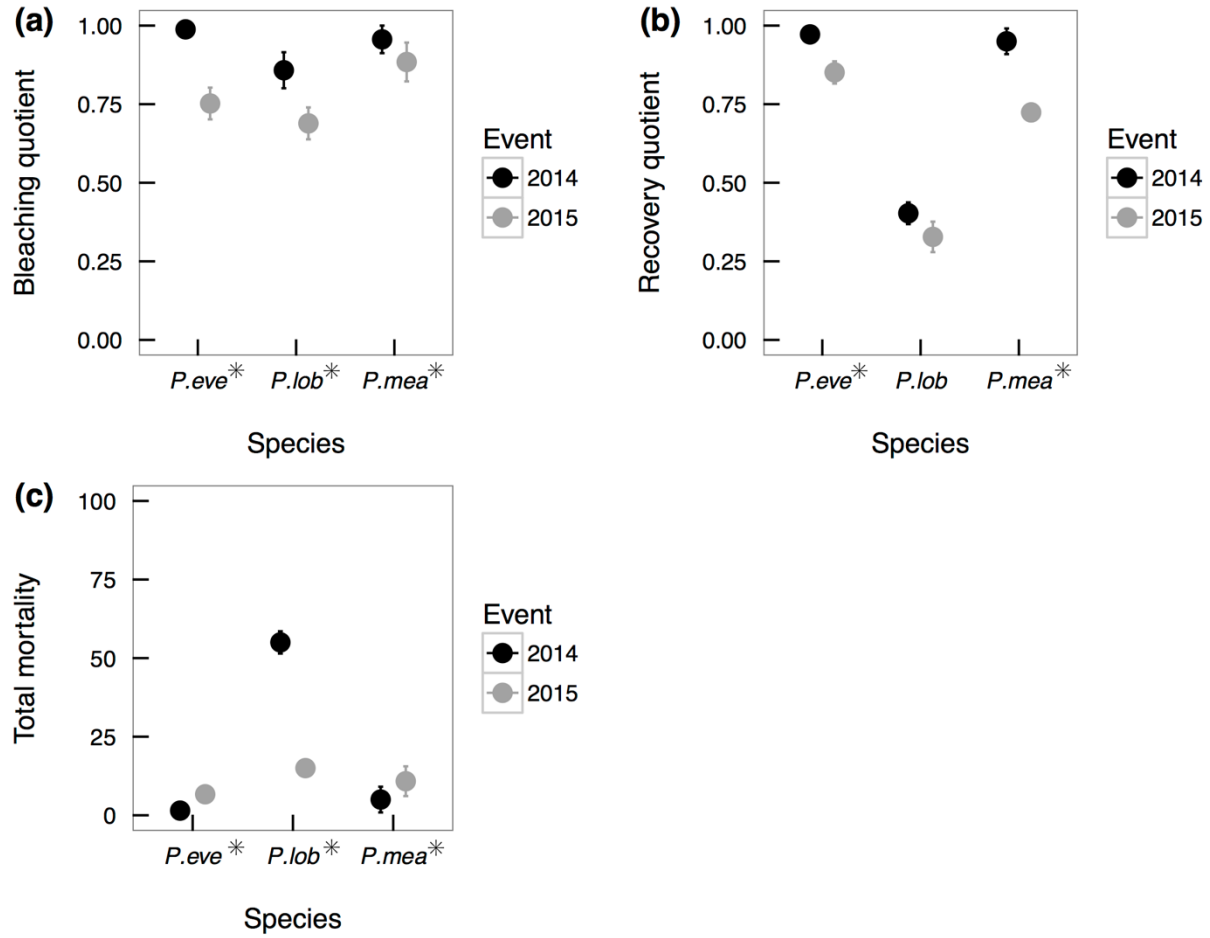 (a)
Bleaching quotient
1.00
0.75
0.50
0.25
0.00
P.eve* P.lob* P.mea*
Species
Event
2014
2015
(b)
Recovery quotient
1.00
0.75
0.50
0.25
0.00
P.eve* P.lob P.mea*
Species
Event
2014
2015
(c)
Total mortality
100
75
50
25
0
P.eve* P.lob* P.mea*
Species
Event
2014
2015